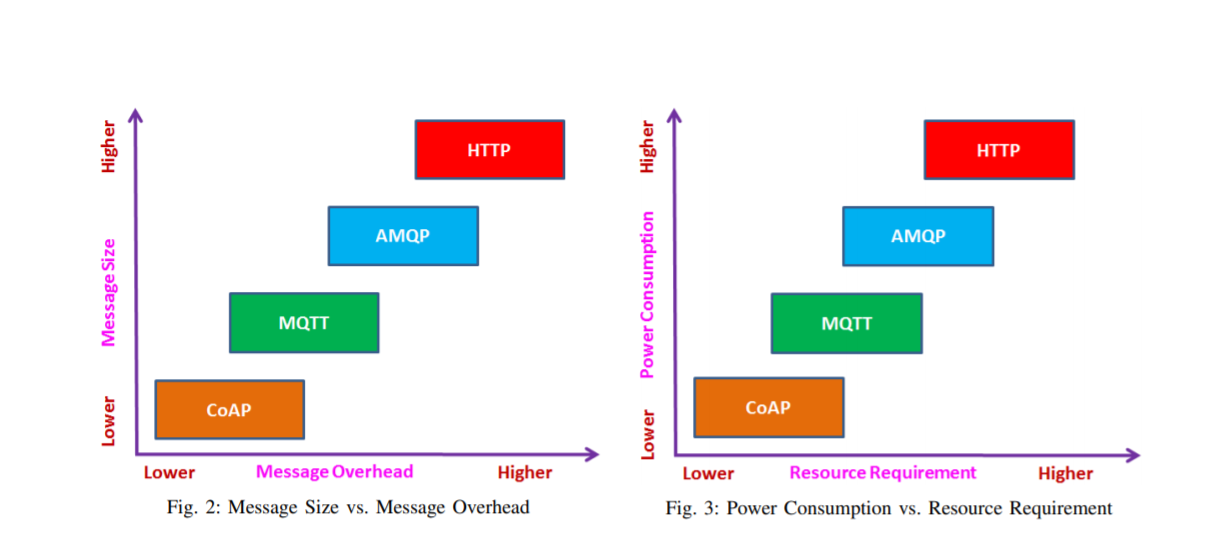 Higher
Message Size
Lower
HTTP
AMQP
MQTT
CoAP
Lower
Message Overhead
Higher
Fig. 2: Message Size vs. Message Overhead
Higher
Power Consumption
Lower
HTTP
AMQP
MQTT
CoAP
Lower
Resource Requirement
Higher
Fig. 3: Power Consumption vs. Resource Requirement